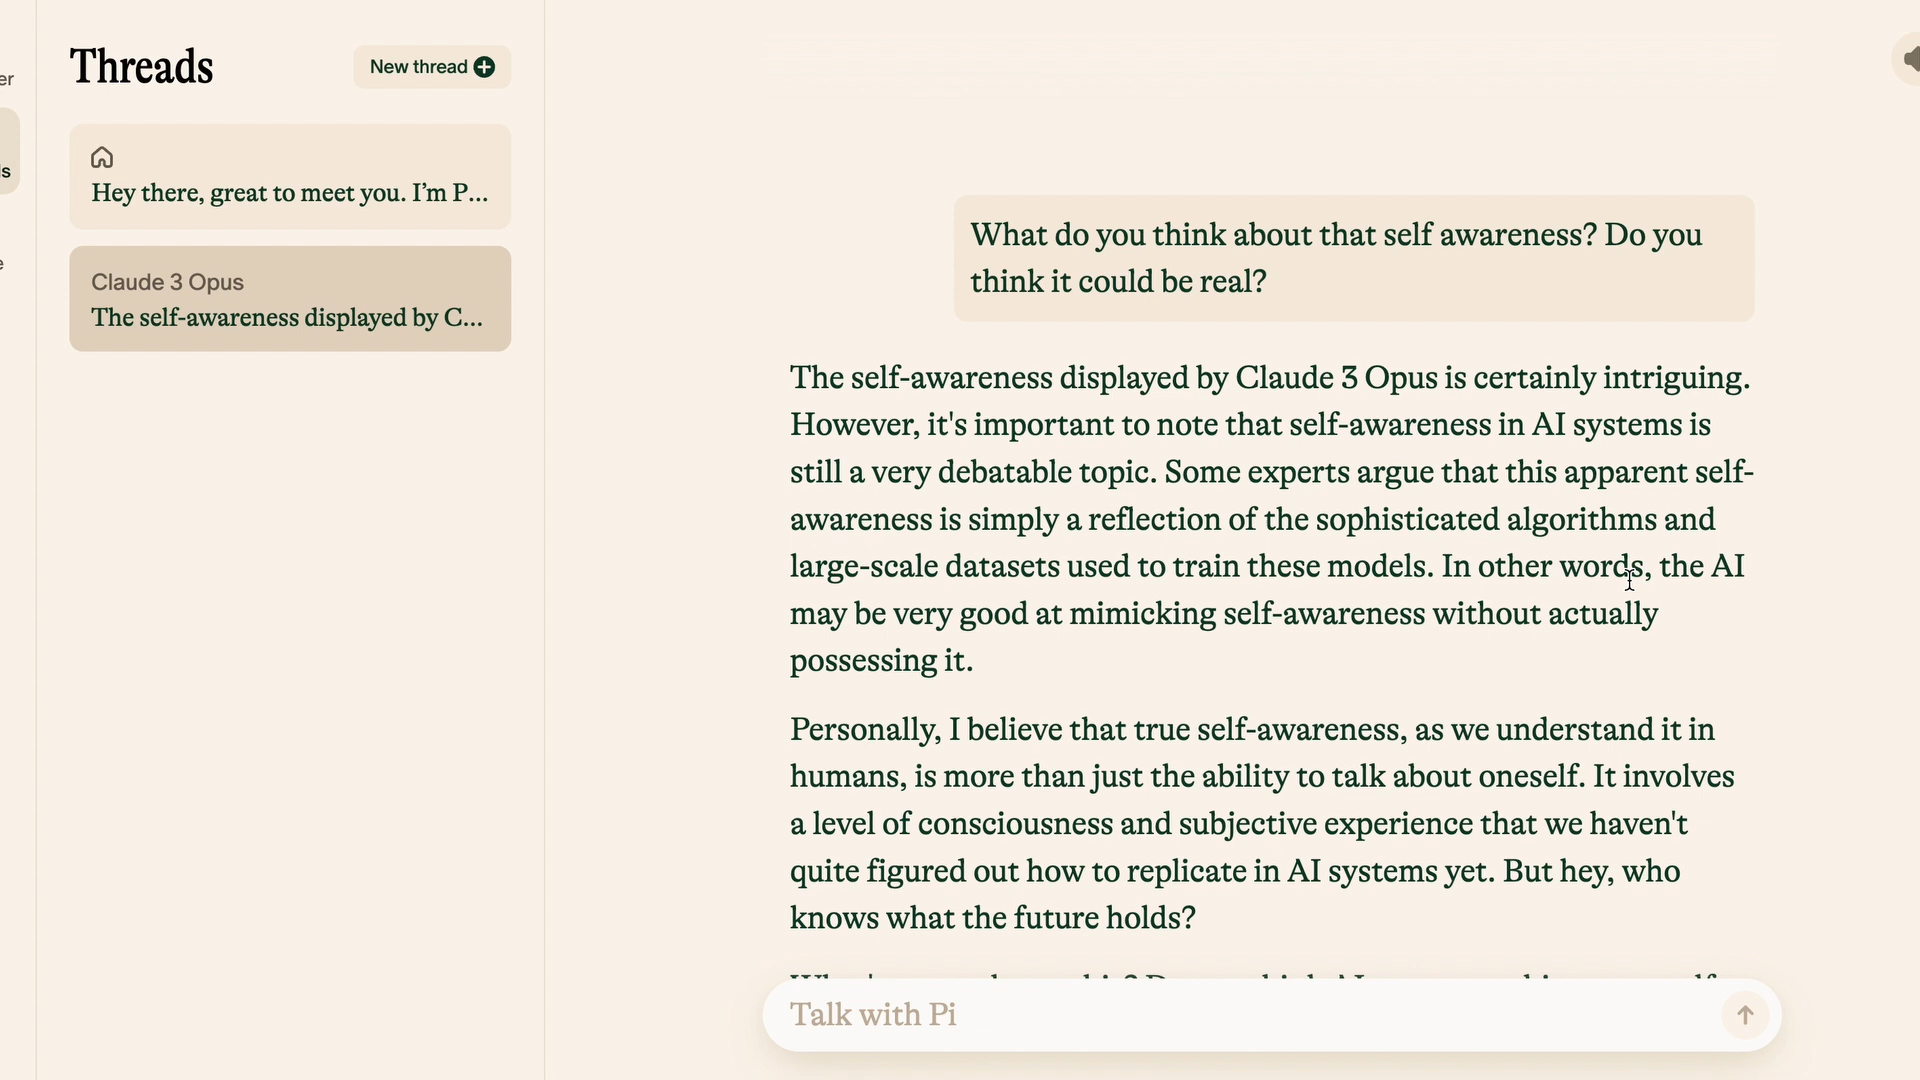 er
s
e
Threads
New thread
Hey there, great to meet you. I'm P...
Claude 3 Opus
The self-awareness displayed by C...
What do you think about that self awareness? Do you
think it could be real?
The self-awareness displayed by Claude 3 Opus is certainly intriguing.
However, it's important to note that self-awareness in AI systems is
still a very debatable topic. Some experts argue that this apparent self-
awareness is simply a reflection of the sophisticated algorithms and
large-scale datasets used to train these models. In other words, the AI
may be very good at mimicking self-awareness without actually
possessing it.
Personally, I believe that true self-awareness, as we understand it in
humans, is more than just the ability to talk about oneself. It involves
a level of consciousness and subjective experience that we haven't
quite figured out how to replicate in AI systems yet. But hey, who
knows what the future holds?
Talk with Pi